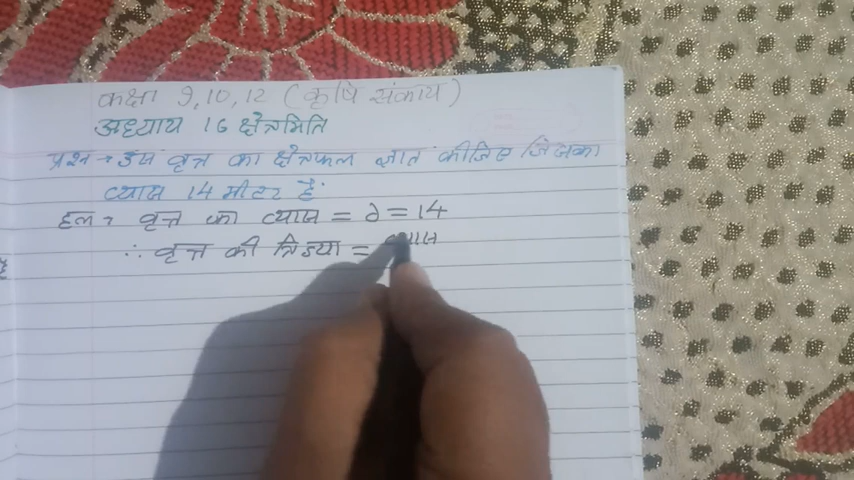 कक्षा 9,10,12 (कृषि संकाय)
अध्याय 16 क्षेत्रमिति
प्रश्न → उस वृत्त का क्षेत्रफल ज्ञात कीजिए जिसका
व्यास 14 मीटर है।
हल → वृत्त का व्यास = d = 14
∴ वृत्त की त्रिज्या = व्यास